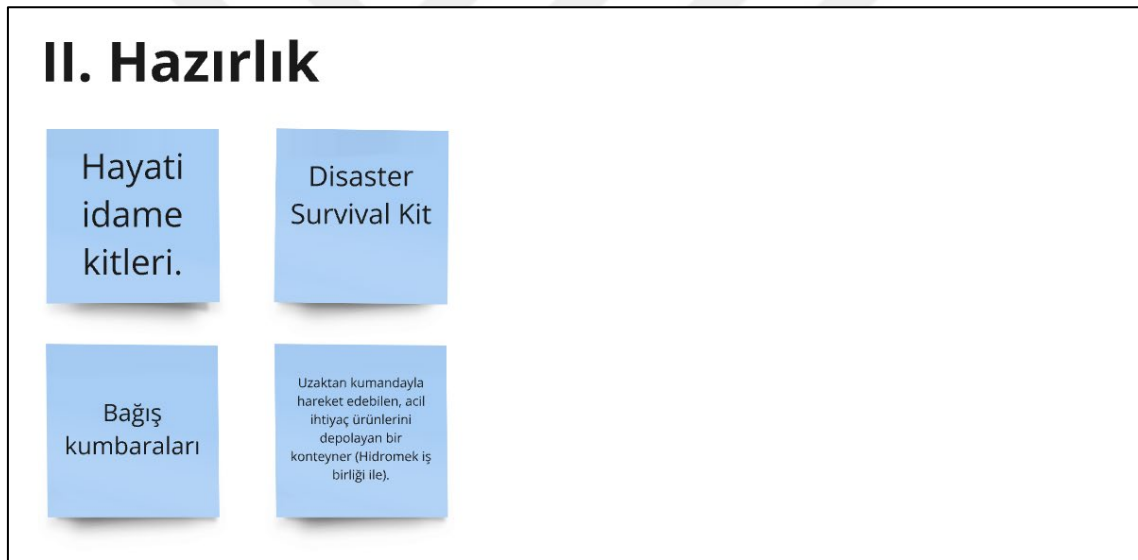 II. Hazırlık
Hayati
idame
kitleri.
Disaster
Survival Kit
Bağış
kumbaraları
Uzaktan kumandayla
hareket edebilen, acil
ihtiyaç ürünlerini
depolayan bir
konteyner (Hidromek iş
birliği ile).